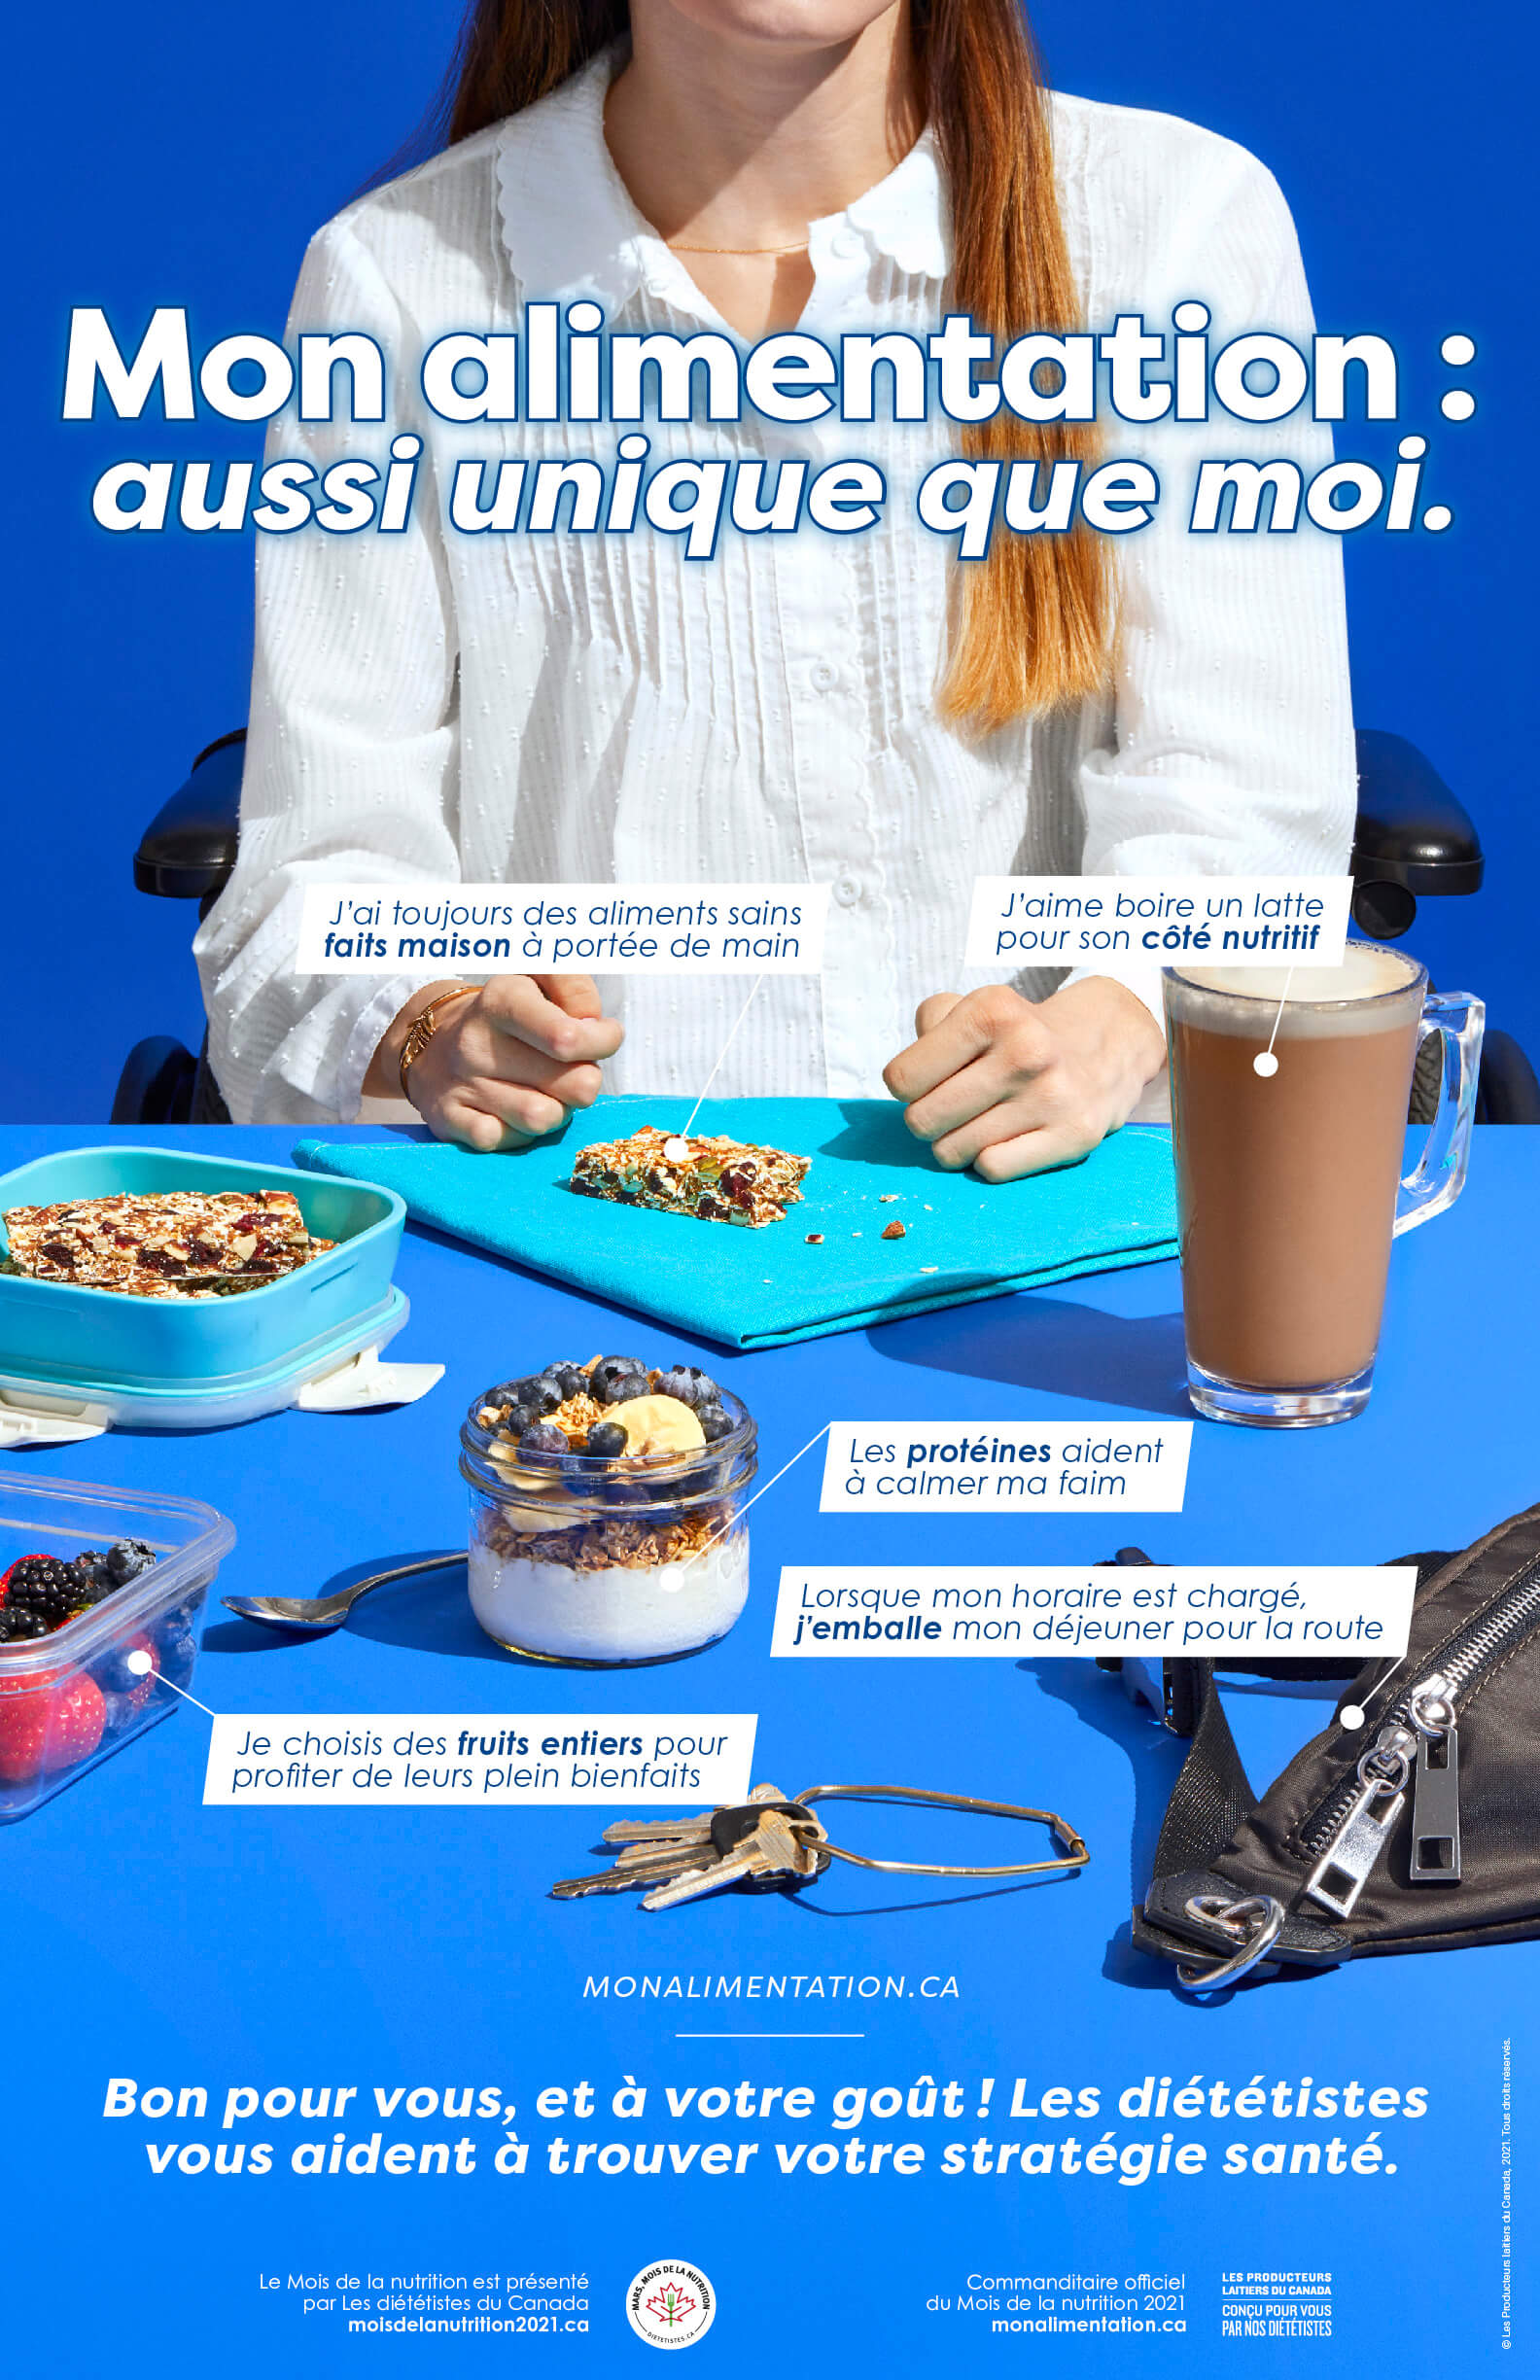 Mon alimentation :
aussi unique que moi.
J’ai toujours des aliments sains
faits maison à portée de main
J’aime boire un latte
pour son côté nutritif
Les protéines aident
à calmer ma faim
Lorsque mon horaire est chargé,
j’emballe mon déjeuner pour la route
Je choisis des fruits entiers pour
profiter de leurs plein bienfaits
MONALIMENTATION.CA
Bon pour vous, et à votre goût ! Les diététistes
vous aident à trouver votre stratégie santé.
Le Mois de la nutrition est présenté
par Les diététistes du Canada
moisdelanutrition2021.ca
MARS, MOIS DE LA NUTRITION
DIETETISTES.CA
Commanditaire officiel
du Mois de la nutrition 2021
monalimentation.ca
LES PRODUCTEURS
LAITIERS DU CANADA
CONÇU POUR VOUS
PAR NOS DIÉTÉTISTES
© Les Producteurs laitiers du Canada, 2021. Tous droits réservés.